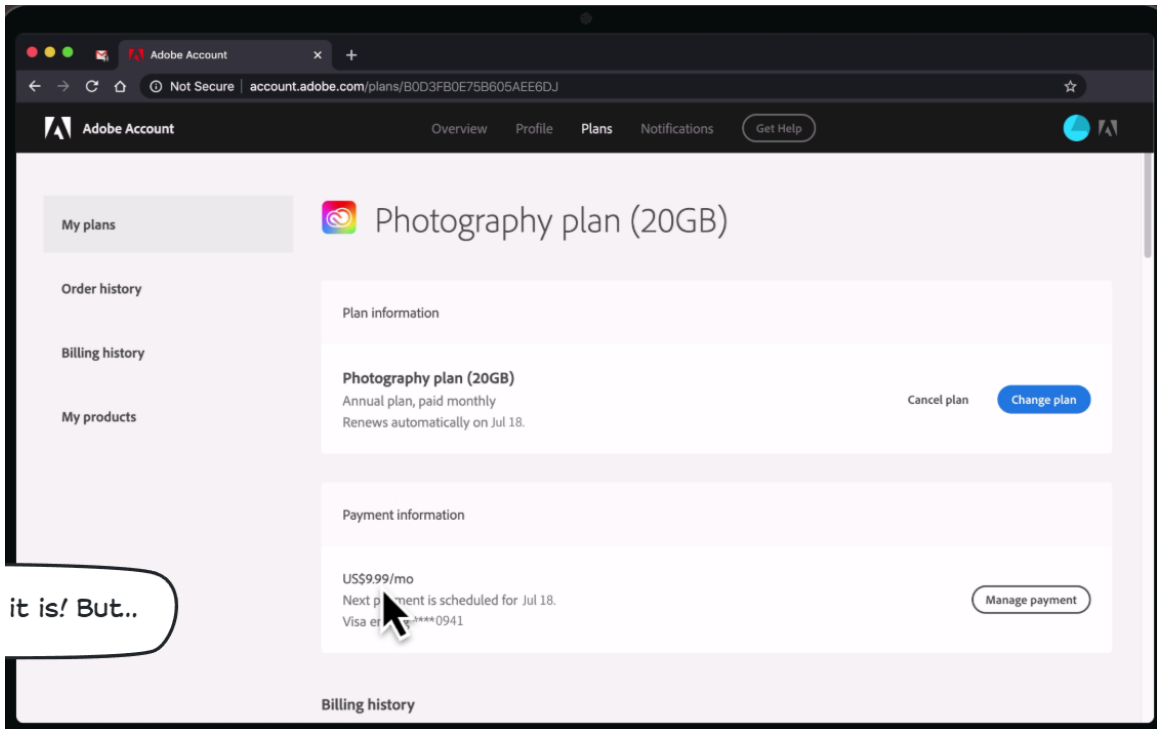 Adobe Account
Not Secure | account.adobe.com/plans/B0D3FB0E75B605AEE6DJ
Adobe Account
Overview
Profile
Plans
Notifications
Get Help
My plans
Order history
Billing history
My products
Photography plan (20GB)
Plan information
Photography plan (20GB)
Annual plan, paid monthly
Renews automatically on Jul 18.
Cancel plan
Change plan
Payment information
US$9.99/mo
Next payment is scheduled for Jul 18.
Visa ****0941
Manage payment
it is! But..
Billing history